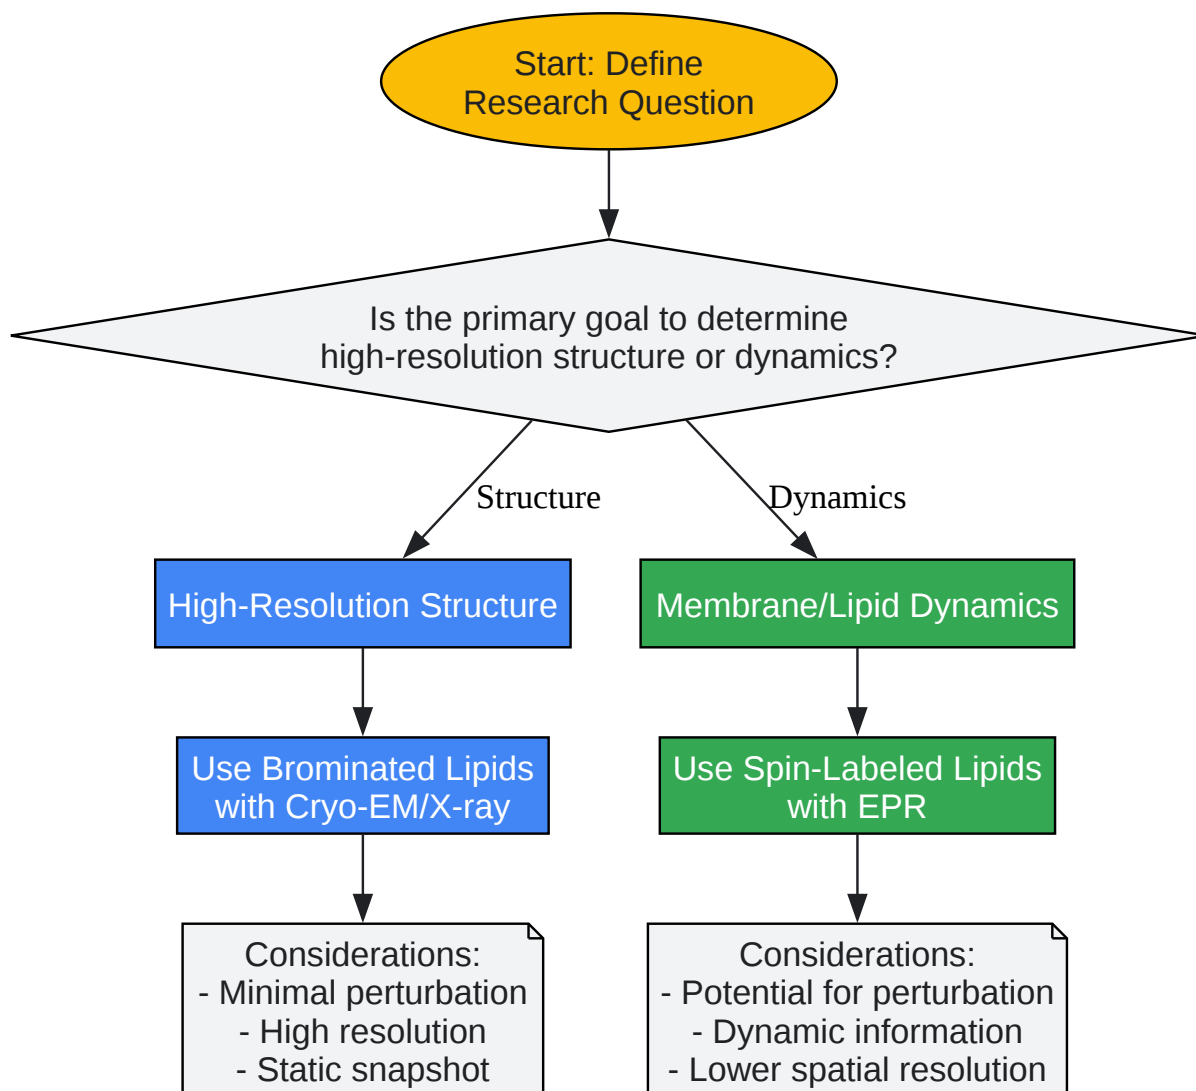 Start: Define
Research Question
Is the primary goal to determine
high-resolution structure or dynamics?
Structure
Dynamics
High-Resolution Structure
Membrane/Lipid Dynamics
Use Brominated Lipids
with Cryo-EM/X-ray
Use Spin-Labeled Lipids
with EPR
Considerations:
- Minimal perturbation
- High resolution
- Static snapshot
Considerations:
- Potential for perturbation
- Dynamic information
- Lower spatial resolution